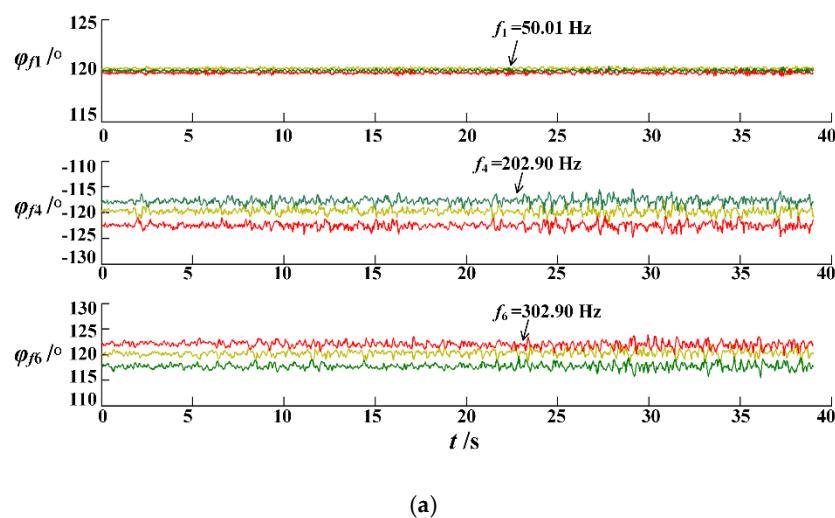 125
f1=50.01 Hz
φf1 /o
120
115
0 5 10 15 20 25 30 35 40
-110
f4=202.90 Hz
-115
φf4 /o
-120
-125
-130
0 5 10 15 20 25 30 35 40
130
f6=302.90 Hz
125
φf6 /o
120
115
110
0 5 10 15 20 25 30 35 40
t /s
(a)